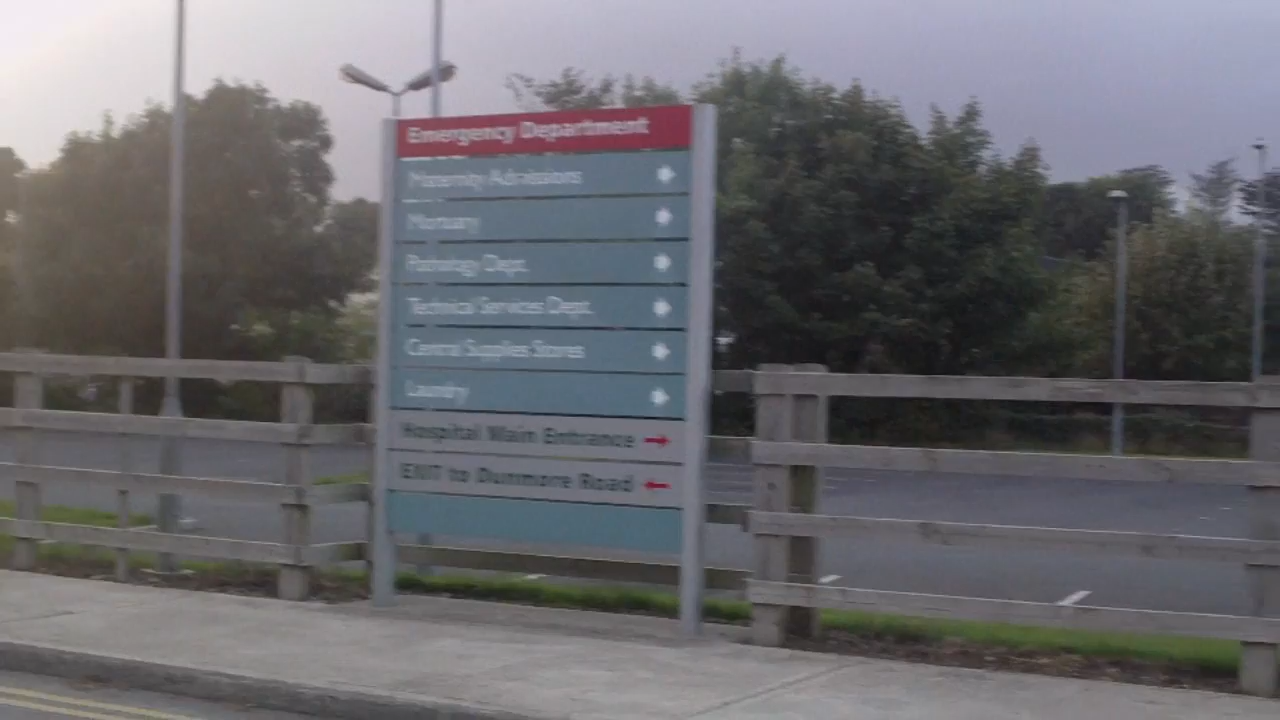 Emergency Department
Maternity Admissions
Mortuary
Pathology Dept.
Technical Services Dept.
Central Supplies Stores
Laundry
Hospital Main Entrance
EXIT to Dunmore Road